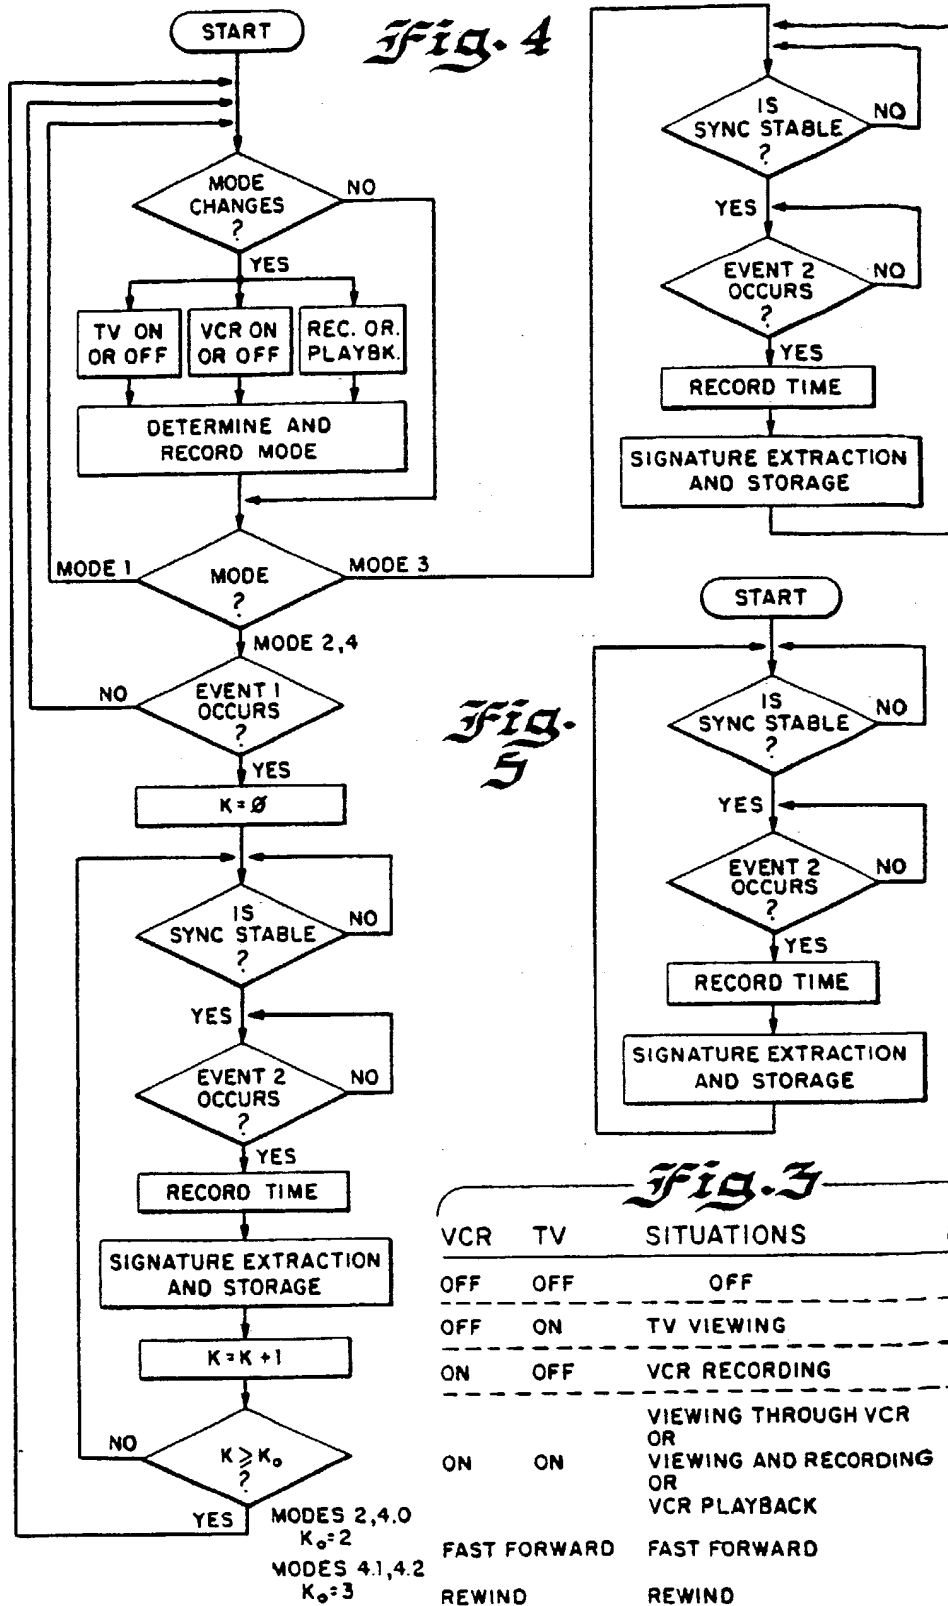 Fig. 4
START
MODE
CHANGES
?
NO
YES
TV ON
OR OFF
VCR ON
OR OFF
REC. OR.
PLAYBK.
DETERMINE AND
RECORD MODE
MODE 1
MODE
?
MODE 3
MODE 2,4
NO
EVENT 1
OCCURS
?
YES
K = Ø
IS
SYNC STABLE
?
NO
YES
EVENT 2
OCCURS
?
NO
YES
RECORD TIME
SIGNATURE EXTRACTION
AND STORAGE
K = K + 1
NO
K ⩾ K₀
?
YES
MODES 2,4.0
K₀=2
MODES 4.1,4.2
K₀=3
IS
SYNC STABLE
?
NO
YES
EVENT 2
OCCURS
?
NO
YES
RECORD TIME
SIGNATURE EXTRACTION
AND STORAGE
Fig.
5
START
IS
SYNC STABLE
?
NO
YES
EVENT 2
OCCURS
?
NO
YES
RECORD TIME
SIGNATURE EXTRACTION
AND STORAGE
Fig. 3
VCR TV SITUATIONS
OFF OFF OFF
OFF ON TV VIEWING
ON OFF VCR RECORDING
VIEWING THROUGH VCR
OR
ON ON VIEWING AND RECORDING
OR
VCR PLAYBACK
FAST FORWARD FAST FORWARD
REWIND REWIND